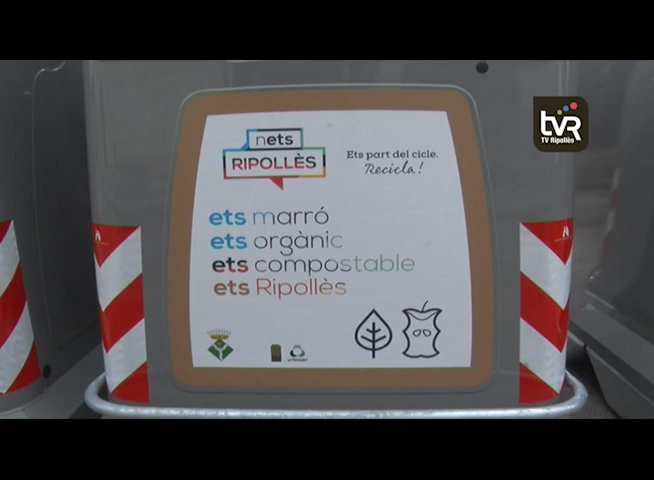 nets
RIPOLLÈS
Ets part del cicle.
Recicla!
ets marró
ets orgànic
ets compostable
ets Ripollès
tvR
TV Ripollès